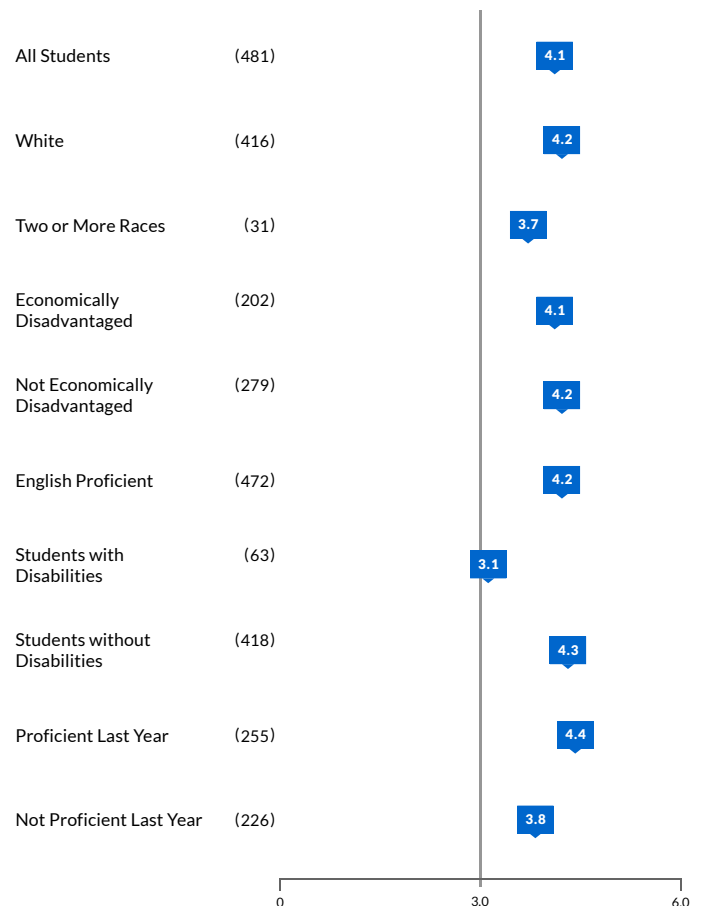 All Students (481) 4.1
White (416) 4.2
Two or More Races (31) 3.7
Economically (202)
Disadvantaged 4.1
Not Economically (279)
Disadvantaged 4.2
English Proficient (472) 4.2
Students with (63)
Disabilities 3.1
Students without (418)
Disabilities 4.3
Proficient Last Year (255) 4.4
Not Proficient Last Year (226) 3.8
0 3.0 6.0